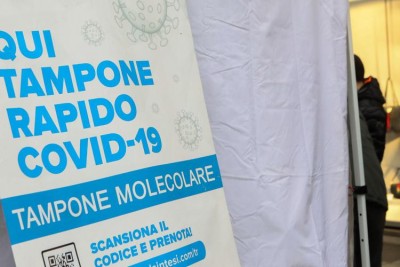 QUI
TAMPONE
RAPIDO
COVID-19
TAMPONE MOLECOLARE
SCANSIONA IL
CODICE E PRENOTA!